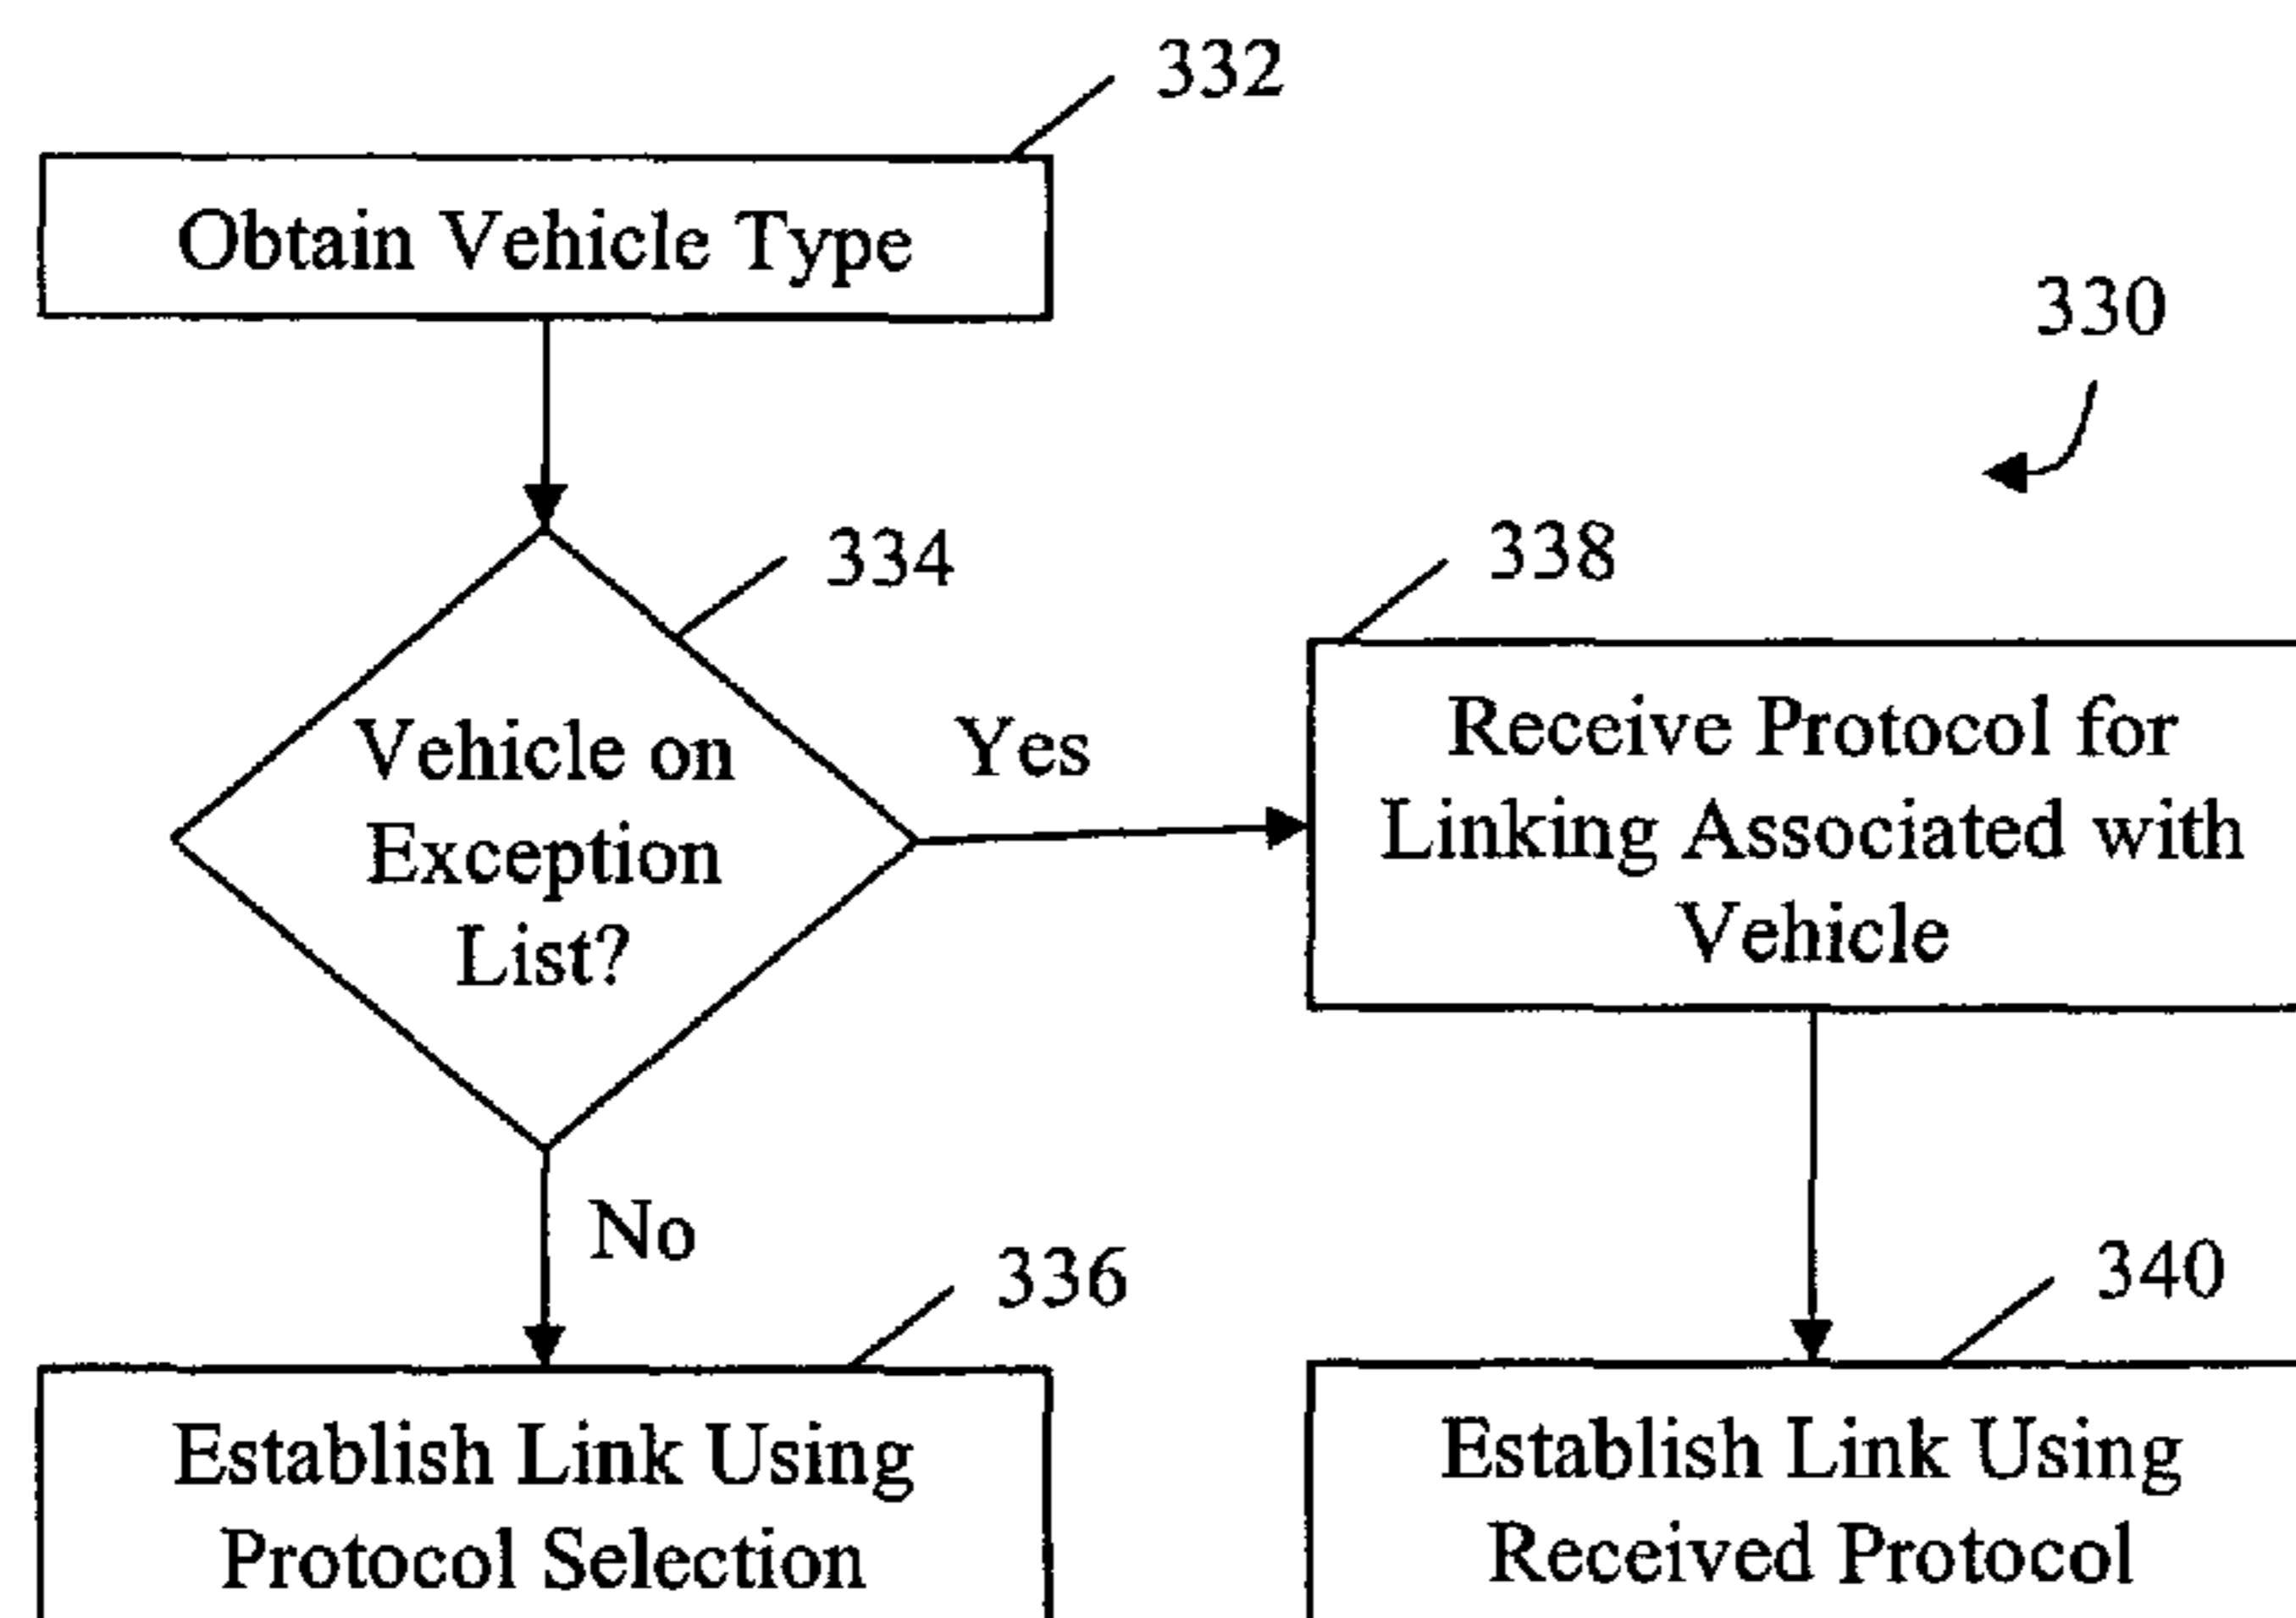 332
Obtain Vehicle Type
330
334
338
Vehicle on
Exception
List?
Yes
Receive Protocol for
Linking Associated with
Vehicle
No
336
340
Establish Link Using
Protocol Selection
Establish Link Using
Received Protocol